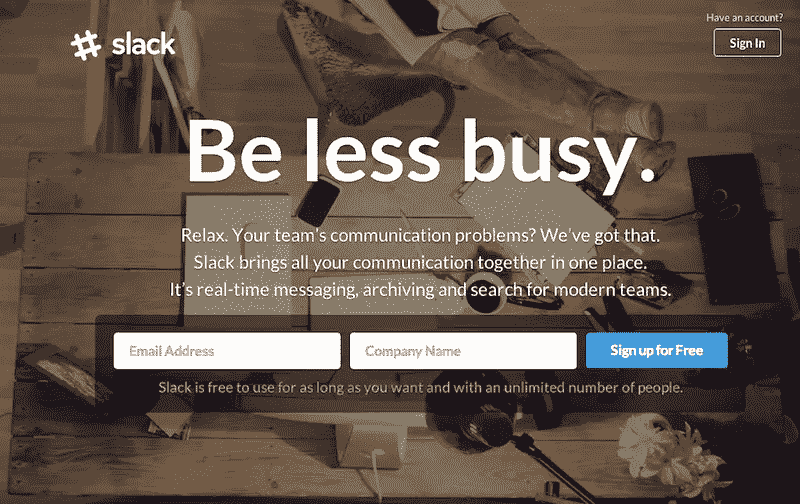 Have an account?
slack
Sign In
Be less busy.
Relax. Your team's communication problems? We've got that.
Slack brings all your communication together in one place.
It's real-time messaging, archiving and search for modern teams.
Email Address
Company Name
Sign up for Free
Slack is free to use for as long as you want and with an unlimited number of people.